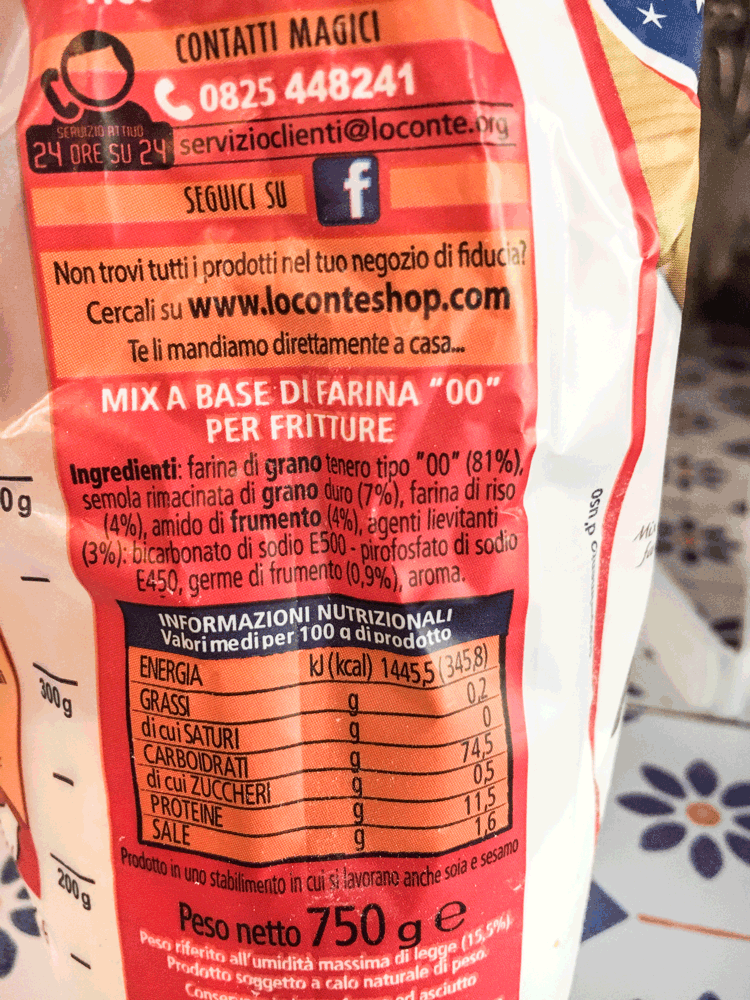 CONTATTI MAGICI
0825 448241
SERVIZIO ATTIVO
24 ORE SU 24
servizioclienti@loconte.org
SEGUICI SU
f
Non trovi tutti i prodotti nel tuo negozio di fiducia?
Cercali su www.loconteshop.com
Te li mandiamo direttamente a casa...
MIX A BASE DI FARINA "00"
PER FRITTURE
Ingredienti: farina di grano tenero tipo "00" (81%),
semola rimacinata di grano duro (7%), farina di riso
(4%), amido di frumento (4%), agenti lievitanti
(3%): bicarbonato di sodio E500 - pirofosfato di sodio
E450, germe di frumento (0,9%), aroma.
INFORMAZIONI NUTRIZIONALI
Valori medi per 100 g di prodotto
ENERGIA kJ (kcal) 1445,5 (345,8)
GRASSI g 0,2
di cui SATURI g 0
CARBOIDRATI g 74,5
di cui ZUCCHERI g 0,5
PROTEINE g 11,5
SALE g 1,6
Prodotto in uno stabilimento in cui si lavorano anche soia e sesamo
Peso netto 750 g e
Peso riferito all'umidità massima di legge (15,5%)
Prodotto soggetto a calo naturale di peso.
ed asciutto
0g
300g
200g
d'uso